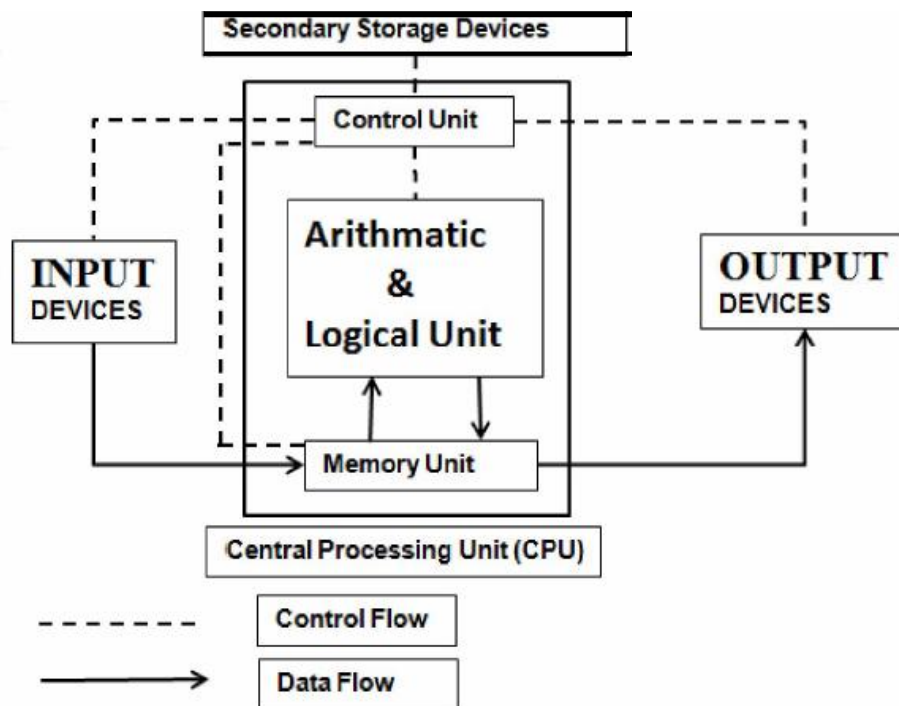 Secondary Storage Devices
Control Unit
Arithmatic
&
Logical Unit
INPUT
DEVICES
OUTPUT
DEVICES
Memory Unit
Central Processing Unit (CPU)
Control Flow
Data Flow